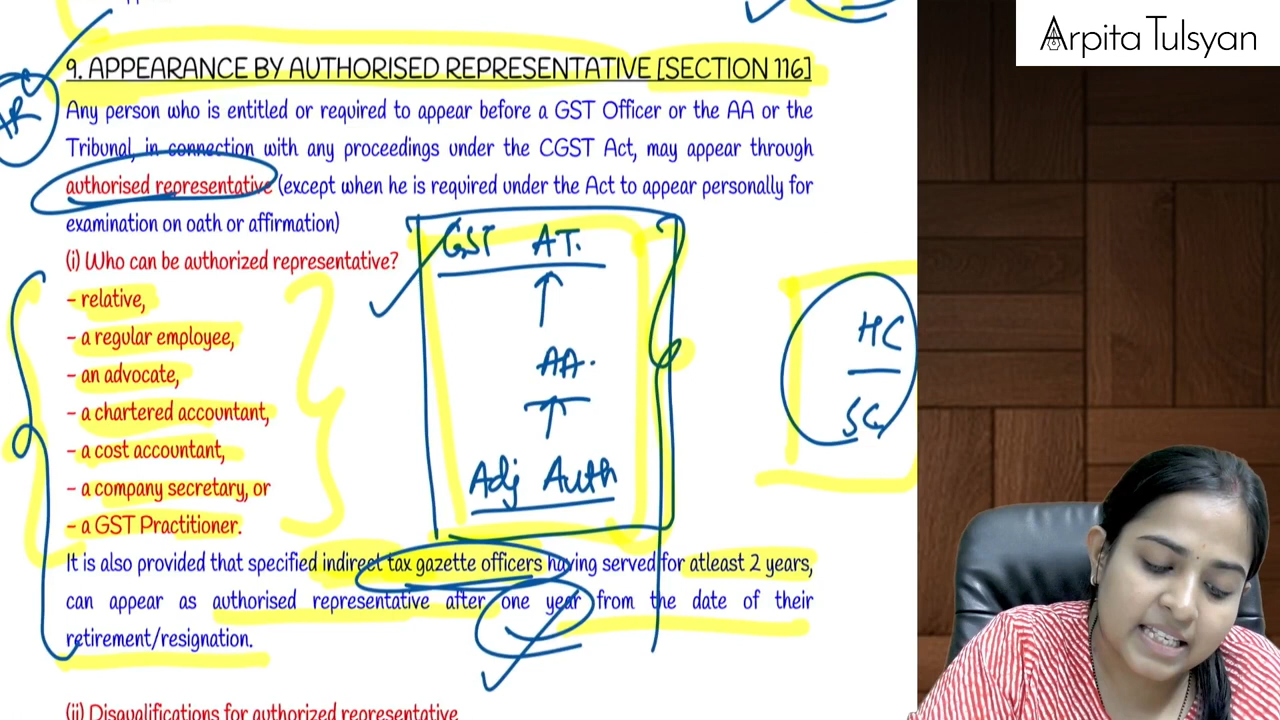 Arpita Tulsyan
9. APPEARANCE BY AUTHORISED REPRESENTATIVE [SECTION 116]
AR
Any person who is entitled or required to appear before a GST Officer or the AA or the
Tribunal, in connection with any proceedings under the CGST Act, may appear through
authorised representative (except when he is required under the Act to appear personally for
examination on oath or affirmation)
(i) Who can be authorized representative?
- relative,
- a regular employee,
- an advocate,
- a chartered accountant,
- a cost accountant,
- a company secretary, or
- a GST Practitioner.
GST AT.
AA.
Adj Auth
HC
SC
It is also provided that specified indirect tax gazette officers having served for atleast 2 years,
can appear as authorised representative after one year from the date of their
retirement/resignation.
(ii) Disqualifications for authorized representative